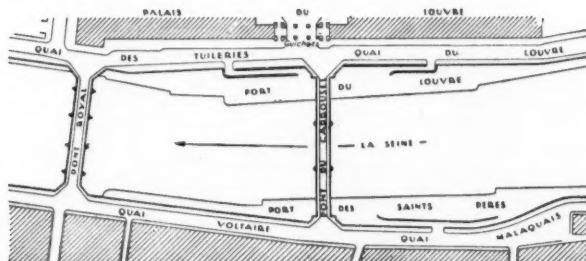 PALAIS DU LOUVRE
Guichets
QUAI DES TUILERIES QUAI DU LOUVRE
PORT DU LOUVRE
PONT ROYAL
PONT DU CARROUSEL
LA SEINE
PORT DES SAINTS PERES
QUAI VOLTAIRE QUAI MALAQUAIS